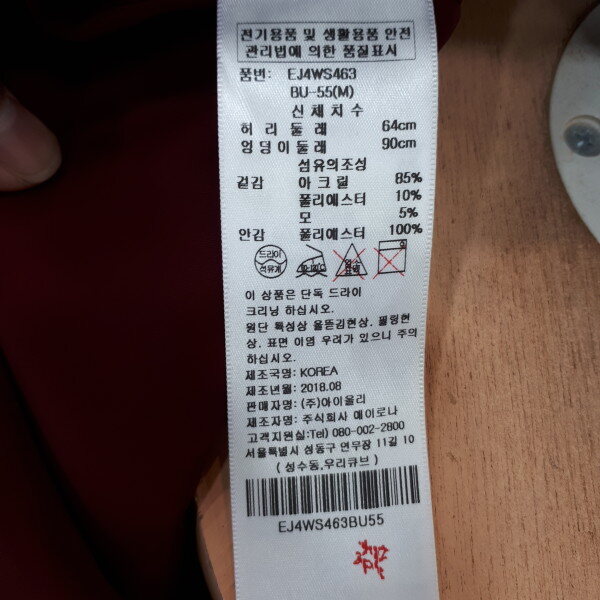 전기용품 및 생활용품 안전
관리법에 의한 품질표시
품번: EJ4WS463
BU-55(M)
신체치수
허리둘레 64cm
엉덩이둘레 90cm
섬유의조성
겉감 아크릴 85%
폴리에스터 10%
모 5%
안감 폴리에스터 100%
드라이
석유계
이 상품은 단독 드라이
크리닝 하십시오.
원단 특성상 올뜯김현상, 필링현
상, 표면 이염 우려가 있으니 주의
하십시오.
제조국명: KOREA
제조년월: 2018.08
판매자명: (주)아이올리
제조자명: 주식회사 에이로나
고객지원실:Tel) 080-002-2800
서울특별시 성동구 연무장 11길 10
(성수동,우리큐브)
EJ4WS463BU55